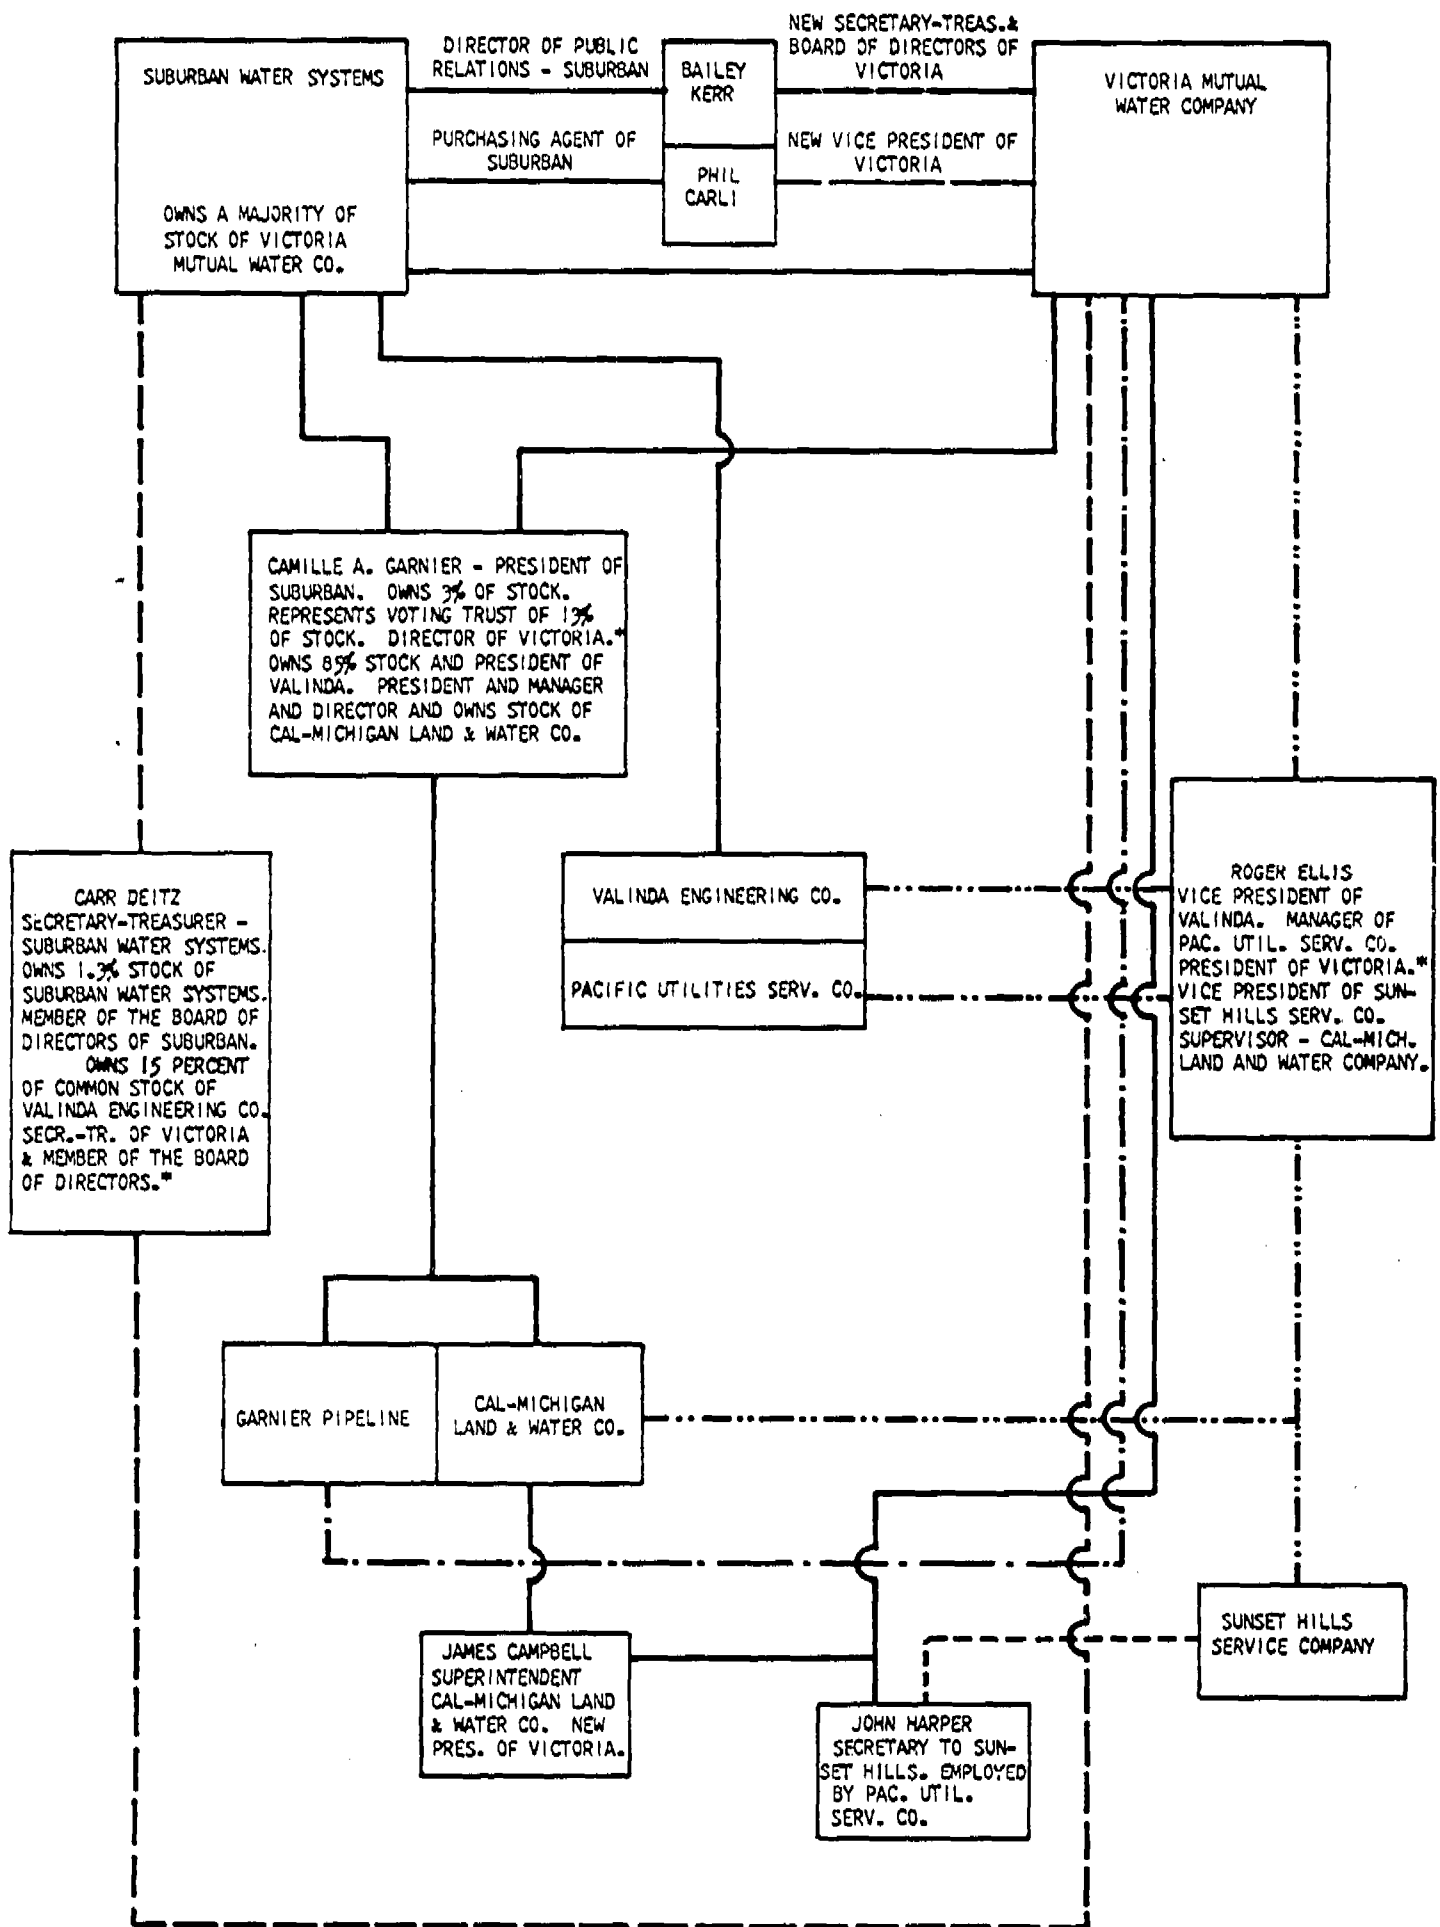 SUBURBAN WATER SYSTEMS
OWNS A MAJORITY OF
STOCK OF VICTORIA
MUTUAL WATER CO.
DIRECTOR OF PUBLIC
RELATIONS - SUBURBAN
PURCHASING AGENT OF
SUBURBAN
BAILEY
KERR
PHIL
CARLI
NEW SECRETARY-TREAS. &
BOARD OF DIRECTORS OF
VICTORIA
NEW VICE PRESIDENT OF
VICTORIA
VICTORIA MUTUAL
WATER COMPANY
CAMILLE A. GARNIER - PRESIDENT OF
SUBURBAN. OWNS 3% OF STOCK.
REPRESENTS VOTING TRUST OF 13%
OF STOCK. DIRECTOR OF VICTORIA.*
OWNS 85% STOCK AND PRESIDENT OF
VALINDA. PRESIDENT AND MANAGER
AND DIRECTOR AND OWNS STOCK OF
CAL-MICHIGAN LAND & WATER CO.
CARR DEITZ
SECRETARY-TREASURER -
SUBURBAN WATER SYSTEMS.
OWNS 1.3% STOCK OF
SUBURBAN WATER SYSTEMS.
MEMBER OF THE BOARD OF
DIRECTORS OF SUBURBAN.
OWNS 15 PERCENT
OF COMMON STOCK OF
VALINDA ENGINEERING CO.
SECR.-TR. OF VICTORIA
& MEMBER OF THE BOARD
OF DIRECTORS.*
VALINDA ENGINEERING CO.
PACIFIC UTILITIES SERV. CO.
ROGER ELLIS
VICE PRESIDENT OF
VALINDA. MANAGER OF
PAC. UTIL. SERV. CO.
PRESIDENT OF VICTORIA.*
VICE PRESIDENT OF SUN-
SET HILLS SERV. CO.
SUPERVISOR - CAL-MICH.
LAND AND WATER COMPANY.
GARNIER PIPELINE
CAL-MICHIGAN
LAND & WATER CO.
JAMES CAMPBELL
SUPERINTENDENT
CAL-MICHIGAN LAND
& WATER CO. NEW
PRES. OF VICTORIA.
JOHN HARPER
SECRETARY TO SUN-
SET HILLS. EMPLOYED
BY PAC. UTIL.
SERV. CO.
SUNSET HILLS
SERVICE COMPANY